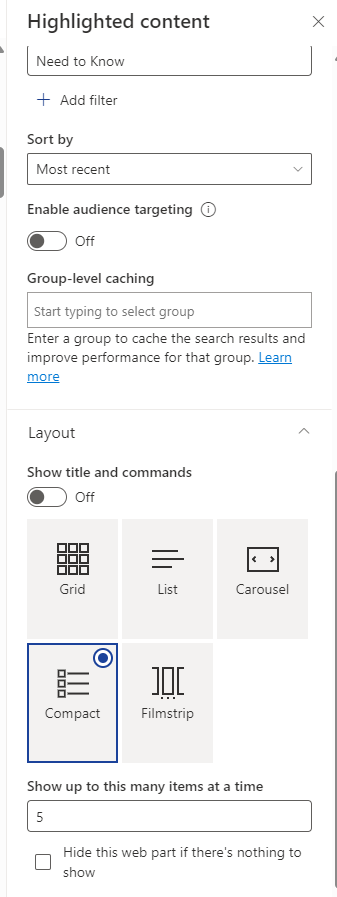 Highlighted content
Need to Know
Add filter
Sort by
Most recent
Enable audience targeting
Off
Group-level caching
Start typing to select group
Enter a group to cache the search results and
improve performance for that group. Learn
more
Layout
Show title and commands
Off
Grid
List
Carousel
Compact
Filmstrip
Show up to this many items at a time
5
Hide this web part if there's nothing to
show